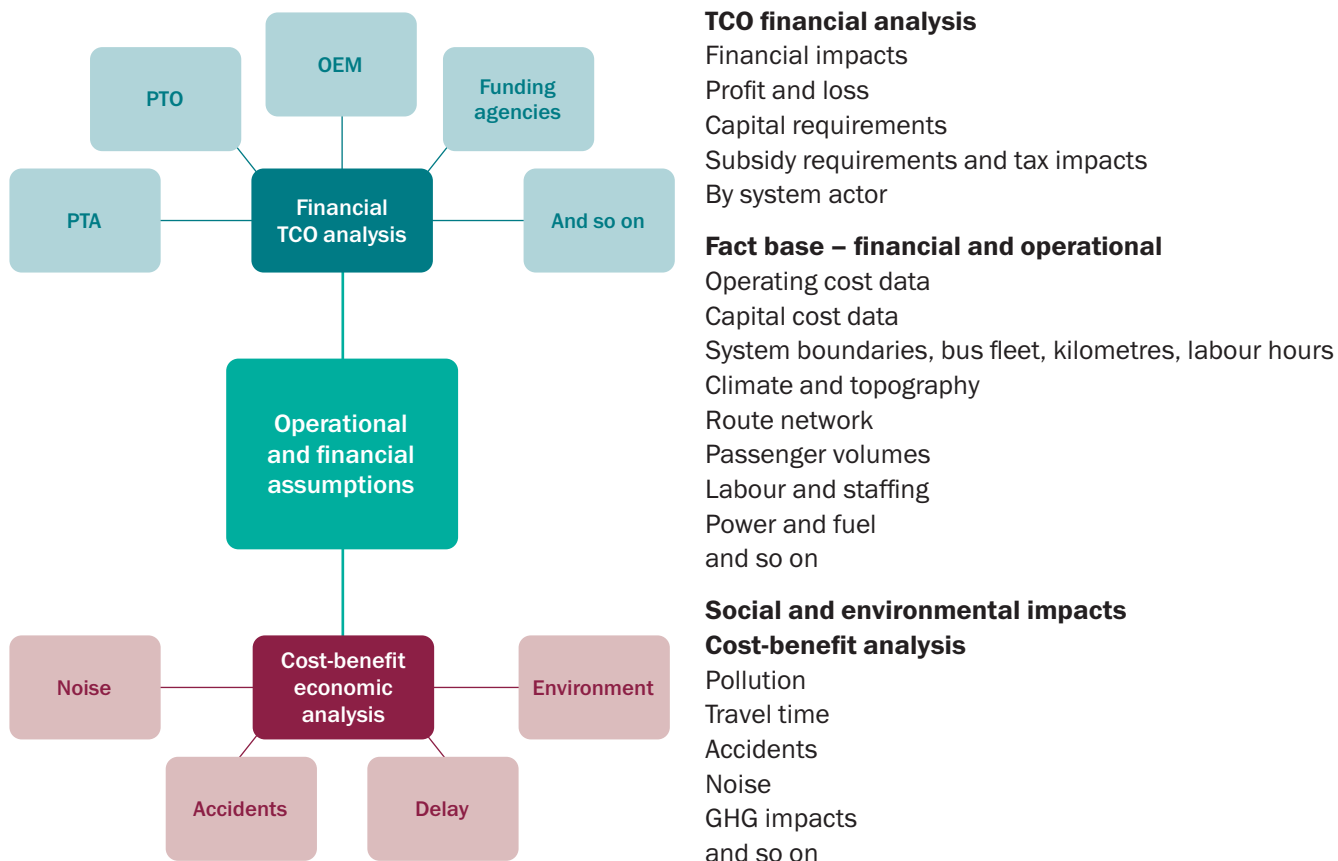 OEM
PTO
Funding
agencies
PTA
Financial
TCO analysis
And so on
Operational
and financial
assumptions
Noise
Cost-benefit
economic
analysis
Environment
Accidents
Delay
TCO financial analysis
Financial impacts
Profit and loss
Capital requirements
Subsidy requirements and tax impacts
By system actor
Fact base – financial and operational
Operating cost data
Capital cost data
System boundaries, bus fleet, kilometres, labour hours
Climate and topography
Route network
Passenger volumes
Labour and staffing
Power and fuel
and so on
Social and environmental impacts
Cost-benefit analysis
Pollution
Travel time
Accidents
Noise
GHG impacts
and so on